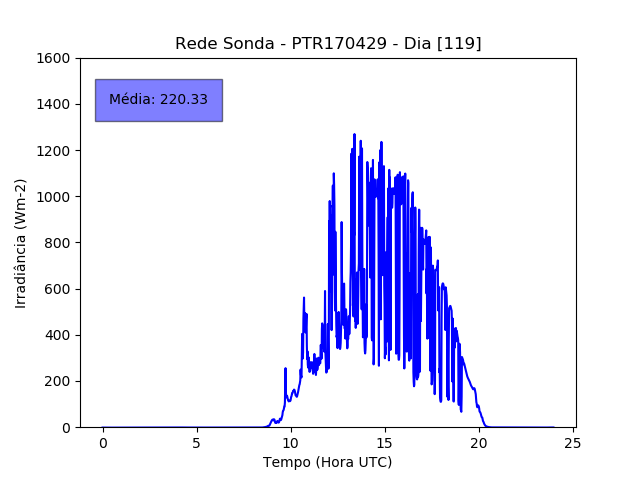 Rede Sonda - PTR170429 - Dia [119]
1600
1400
1200
1000
800
600
400
200
0
Irradiância (Wm-2)
Média: 220.33
0 5 10 15 20 25
Tempo (Hora UTC)